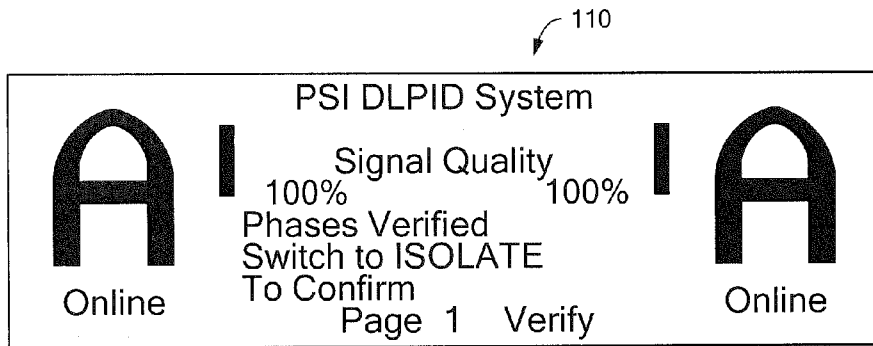 110
PSI DLPID System
A A
Signal Quality
100% 100%
Phases Verified
Switch to ISOLATE
To Confirm
Online Online
Page 1 Verify